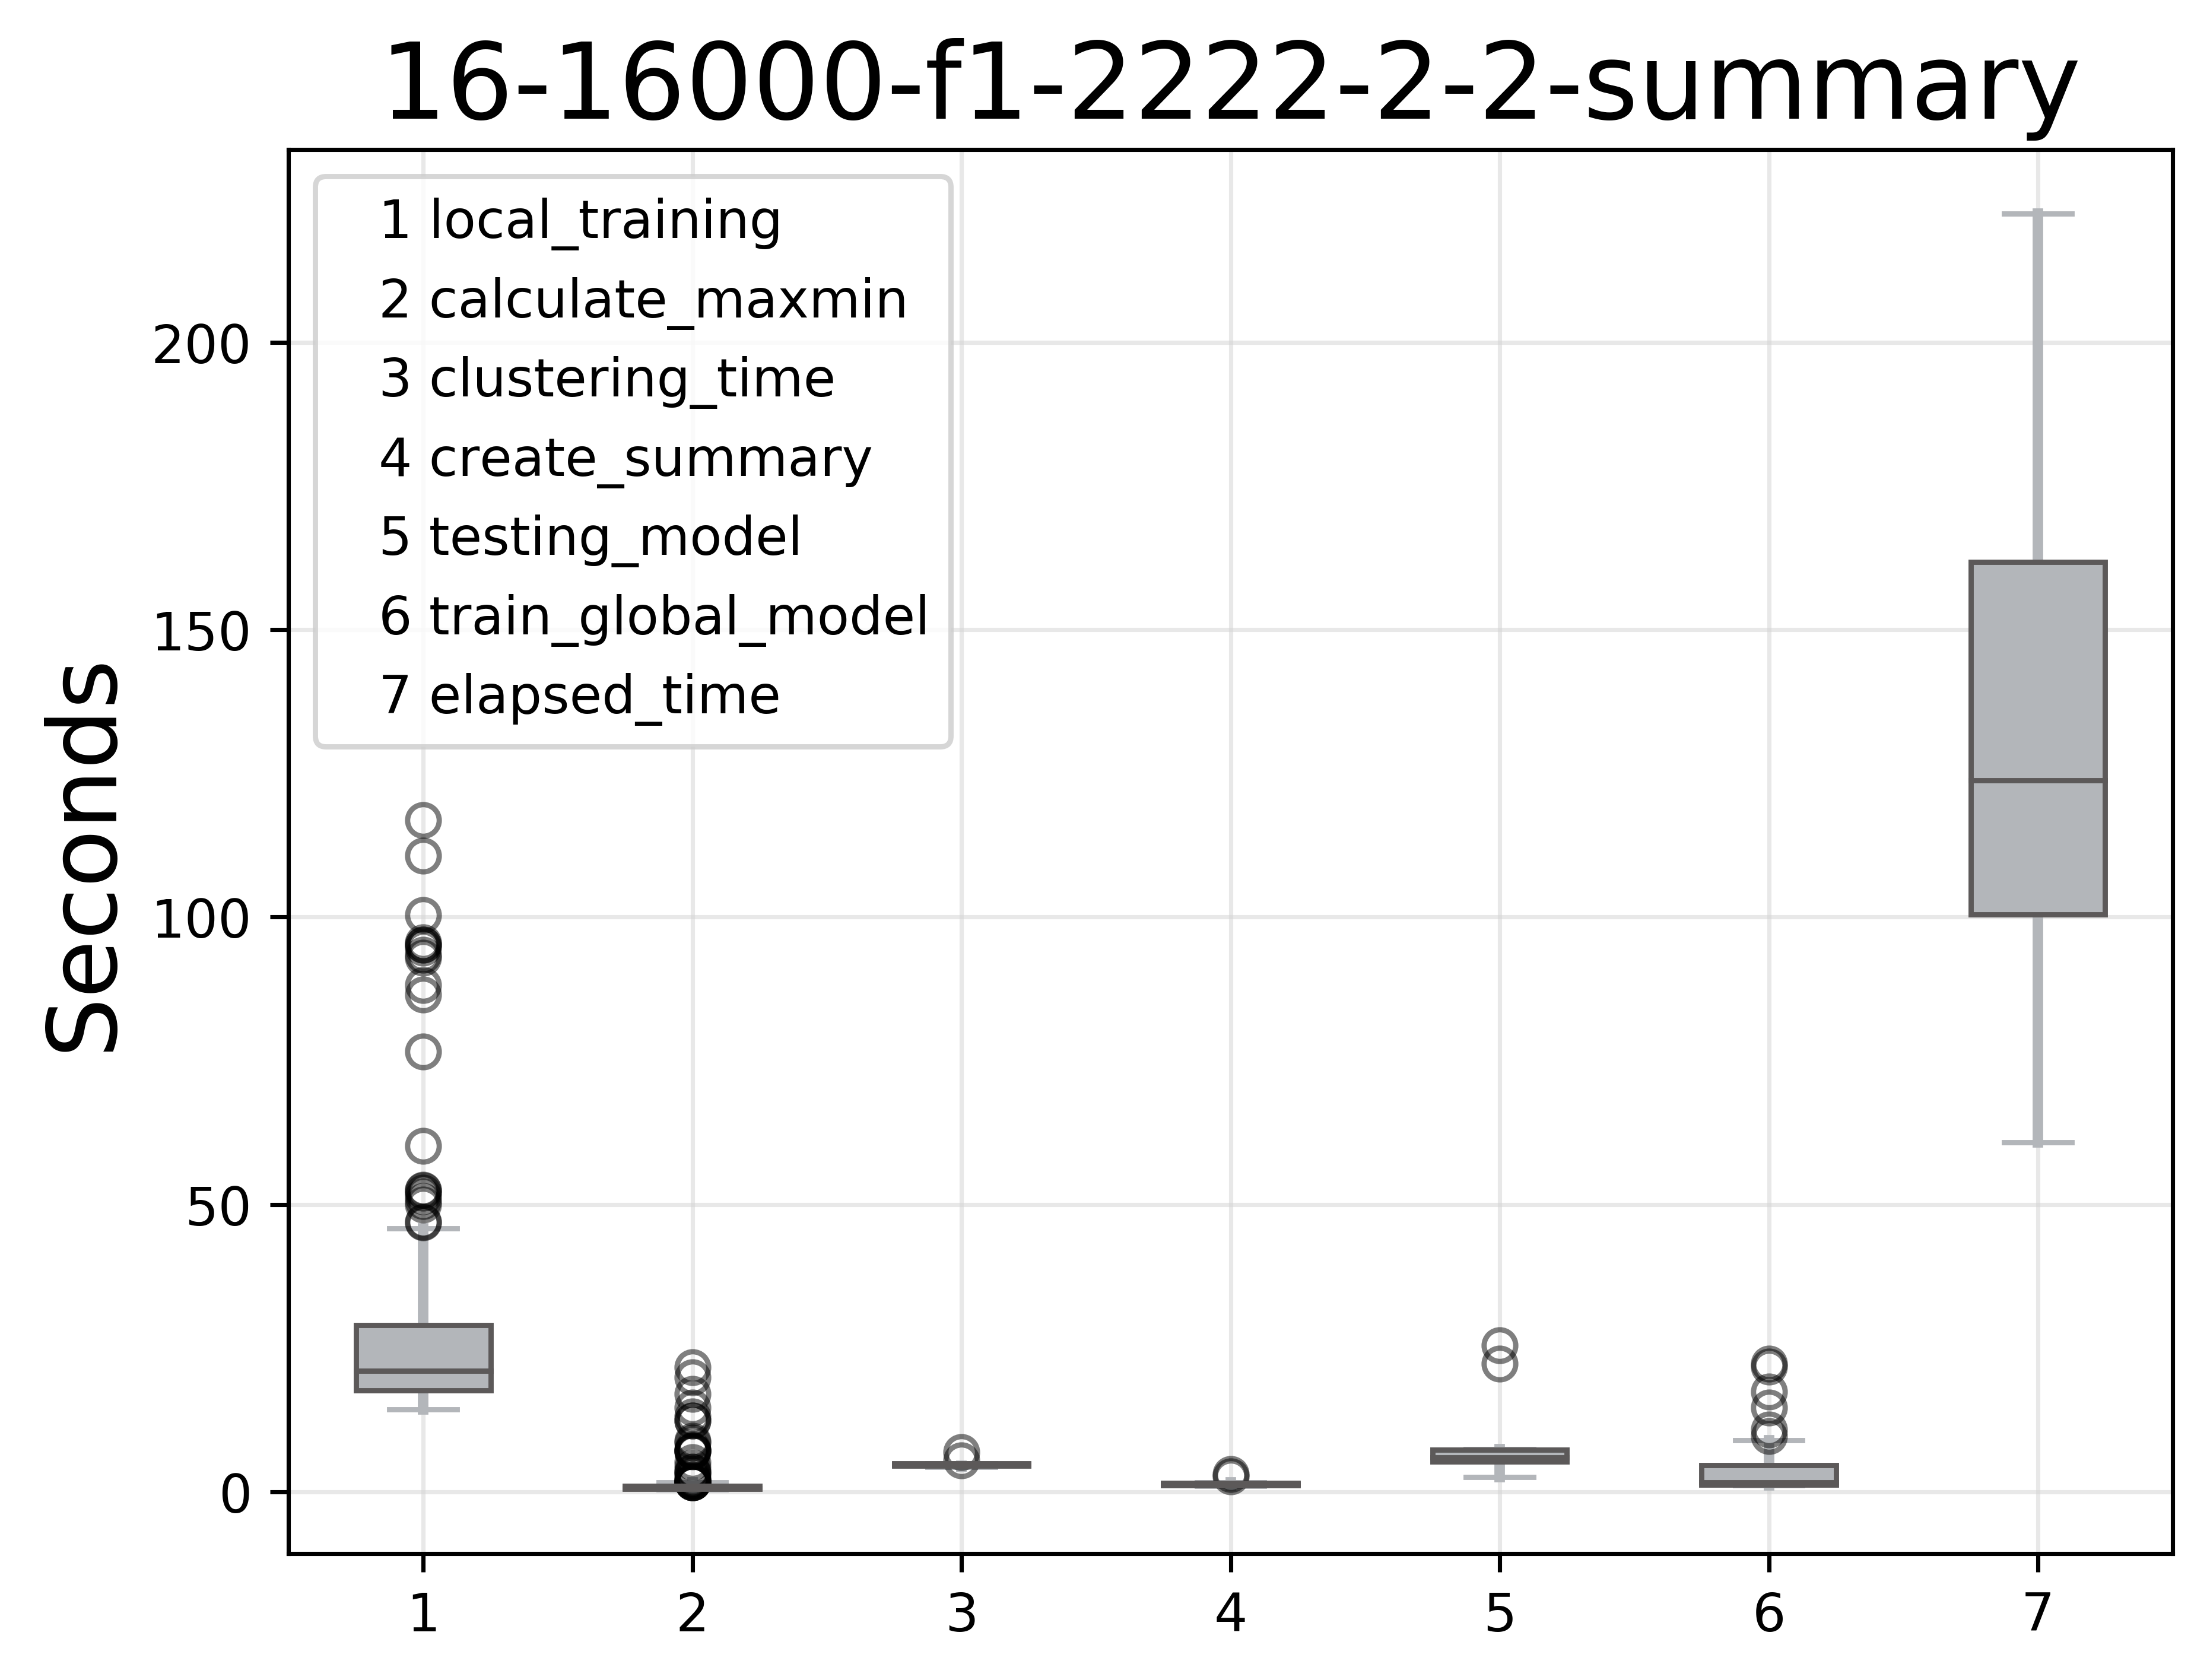 16-16000-f1-2222-2-2-summary
1 local_training
2 calculate_maxmin
3 clustering_time
4 create_summary
5 testing_model
6 train_global_model
7 elapsed_time
Seconds
200
150
100
50
0
1 2 3 4 5 6 7